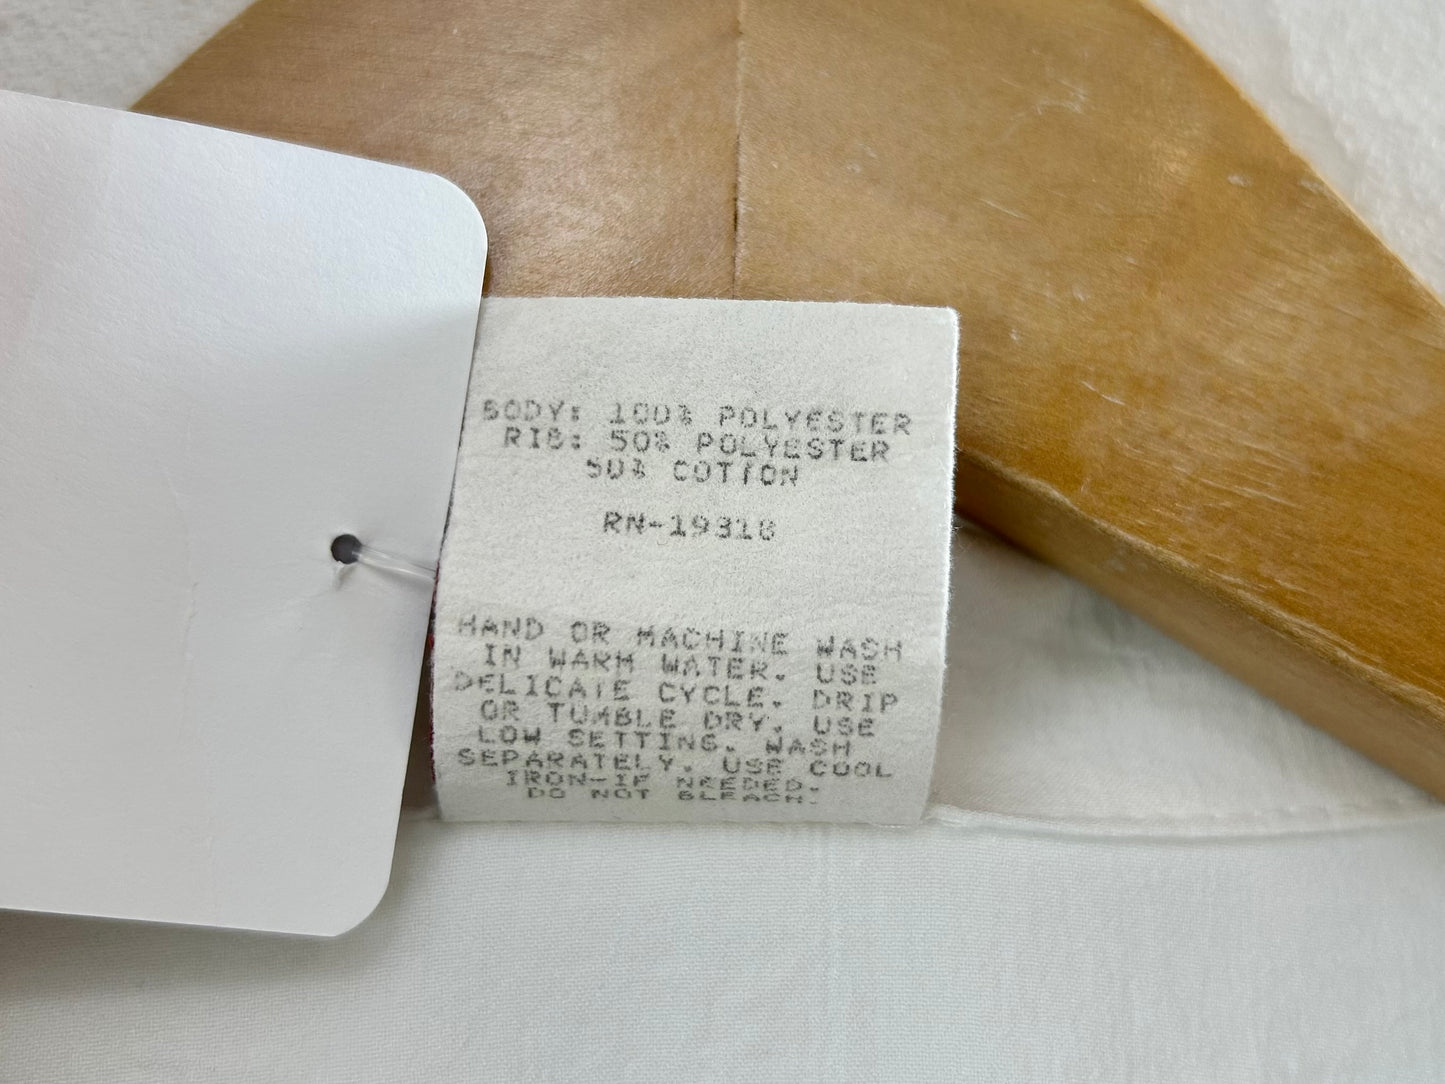 BODY: 100% POLYESTER
RIB: 50% POLYESTER
50% COTTON
RN-19318
HAND OR MACHINE WASH
IN WARM WATER. USE
DELICATE CYCLE. DRIP
OR TUMBLE DRY. USE
LOW SETTING. WASH
SEPARATELY. USE COOL
IRON-IF NEEDED.
DO NOT BLEACH.